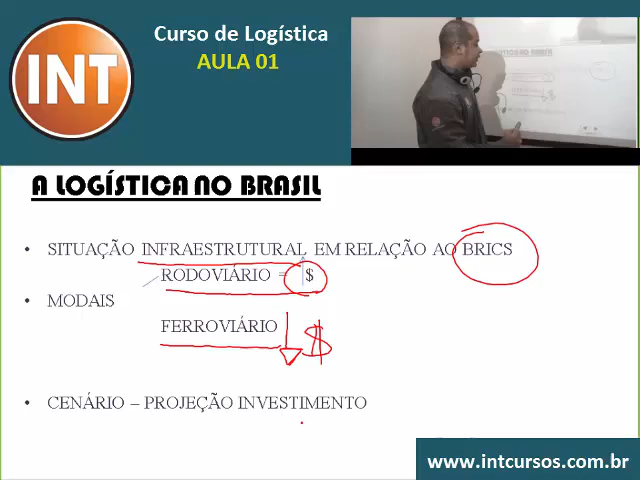 Curso de Logística
INT
AULA 01
A LOGÍSTICA NO BRASIL
• SITUAÇÃO INFRAESTRUTURAL EM RELAÇÃO AO BRICS
RODOVIÁRIO = $
• MODAIS
FERROVIÁRIO $
• CENÁRIO – PROJEÇÃO INVESTIMENTO
www.intcursos.com.br